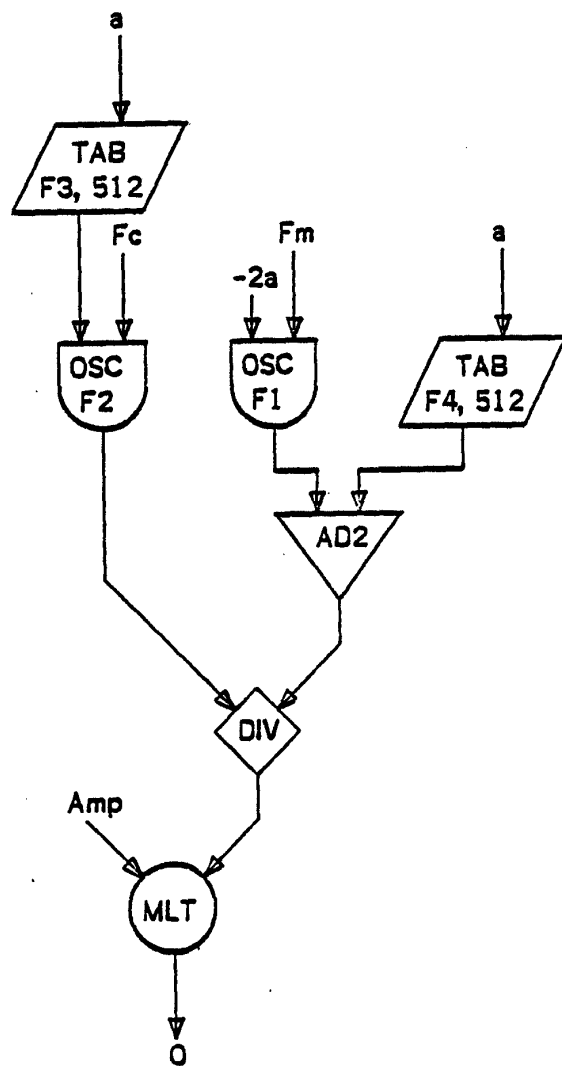 a
TAB
F3, 512
Fc
Fm
a
-2a
OSC
F2
OSC
F1
TAB
F4, 512
AD2
DIV
Amp
MLT
O